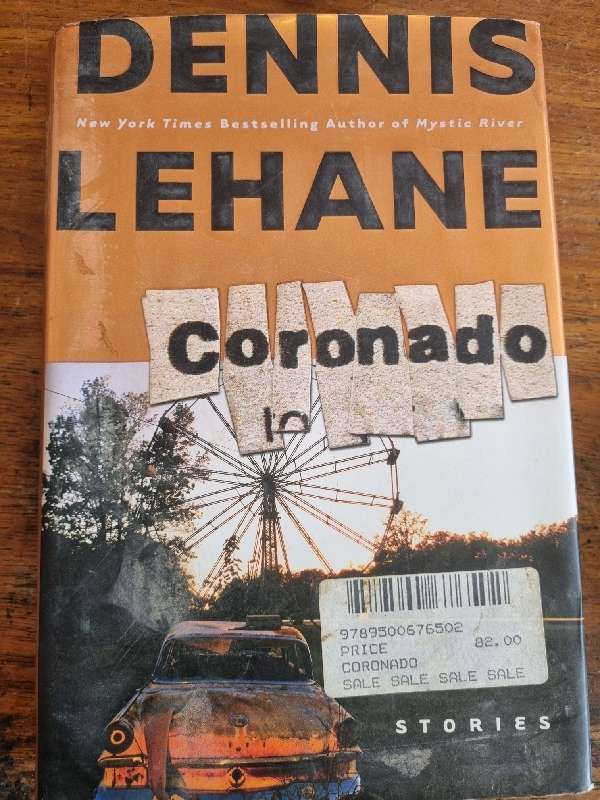 DENNIS
New York Times Bestselling Author of Mystic River
LEHANE
Coronado
9789500676502
PRICE 82.00
CORONADO
SALE SALE SALE SALE
STORIES